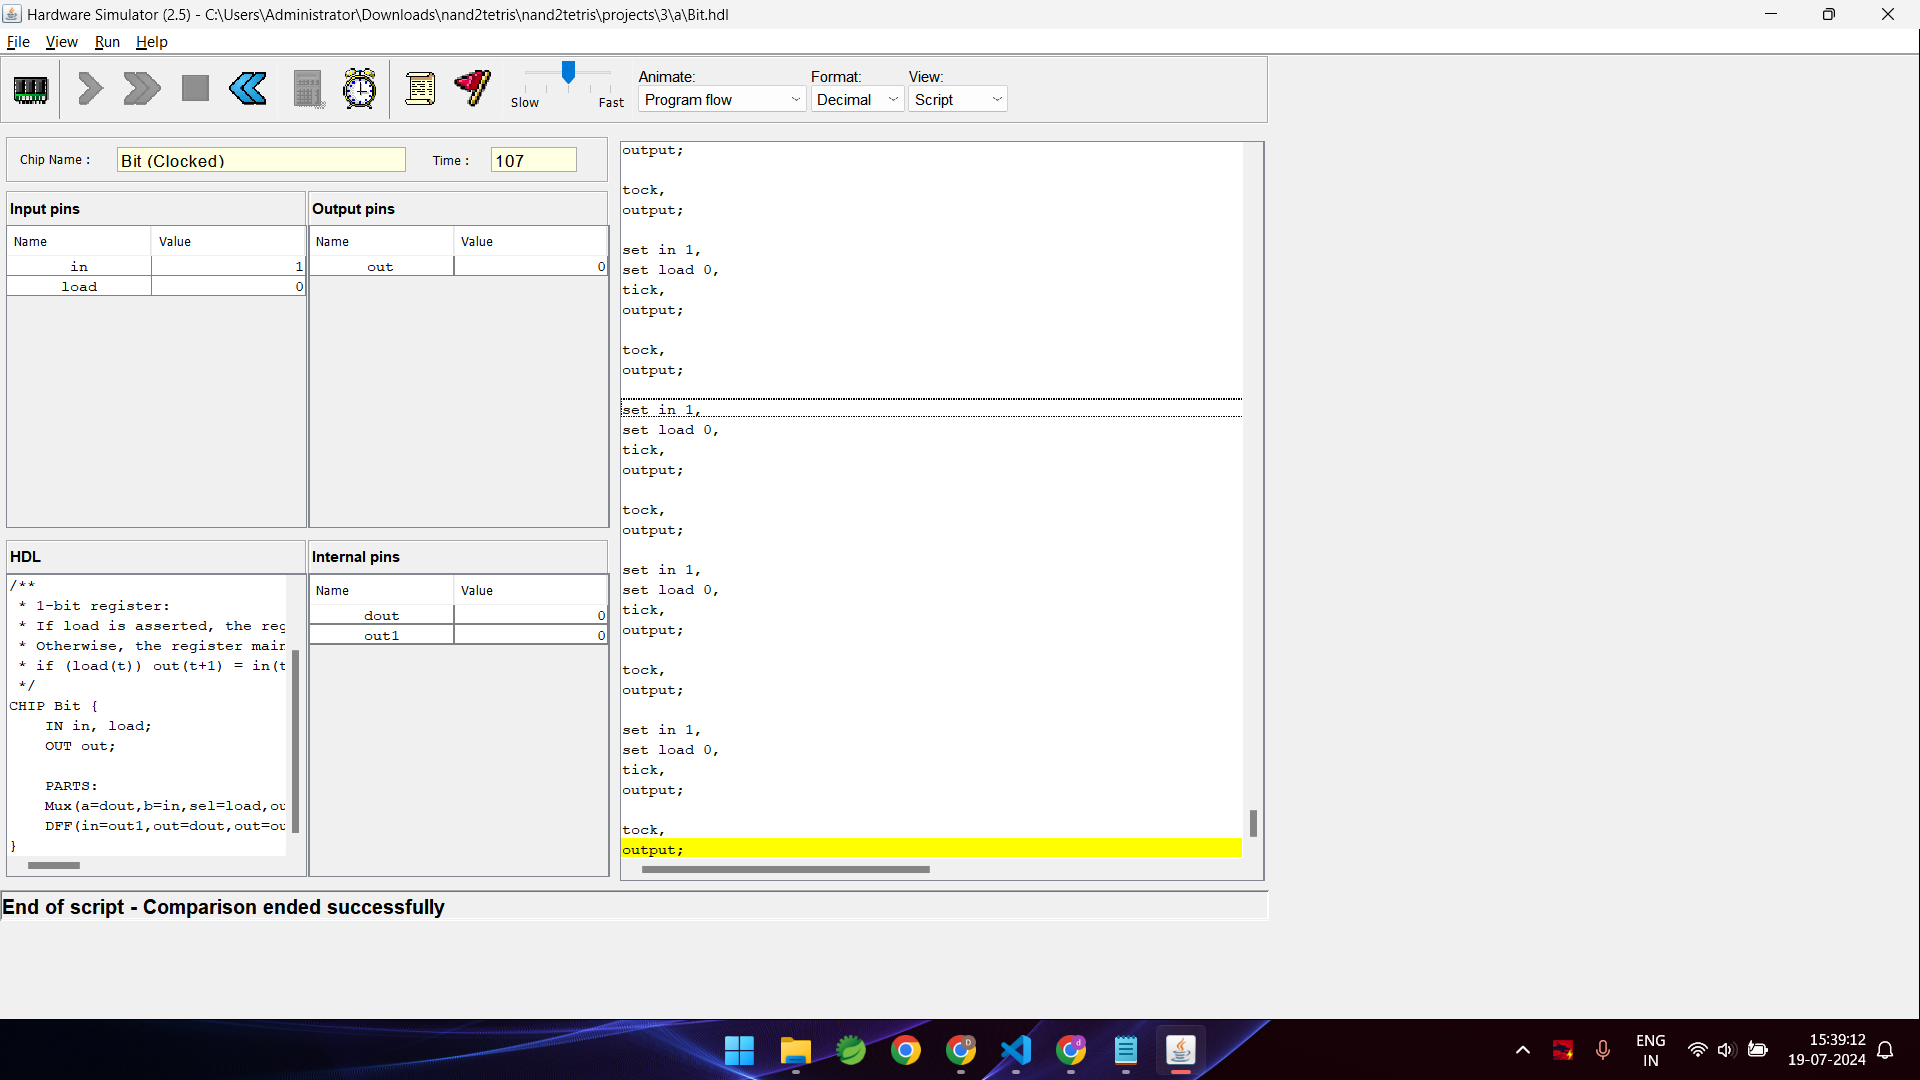 Hardware Simulator (2.5) - C:\Users\Administrator\Downloads\nand2tetris\nand2tetris\projects\3\a\Bit.hdl
File View Run Help
Slow Fast
Animate:
Program flow
Format:
Decimal
View:
Script
Chip Name :
Bit (Clocked)
Time :
107
Input pins
Name Value
in 1
load 0
Output pins
Name Value
out 0
HDL
/**
* 1-bit register:
* If load is asserted, the reg
* Otherwise, the register main
* if (load(t)) out(t+1) = in(t
*/
CHIP Bit {
IN in, load;
OUT out;
PARTS:
Mux(a=dout,b=in,sel=load,ou
DFF(in=out1,out=dout,out=ou
}
Internal pins
Name Value
dout 0
out1 0
output;
tock,
output;
set in 1,
set load 0,
tick,
output;
tock,
output;
set in 1,
set load 0,
tick,
output;
tock,
output;
set in 1,
set load 0,
tick,
output;
tock,
output;
set in 1,
set load 0,
tick,
output;
tock,
output;
End of script - Comparison ended successfully
ENG
IN
15:39:12
19-07-2024